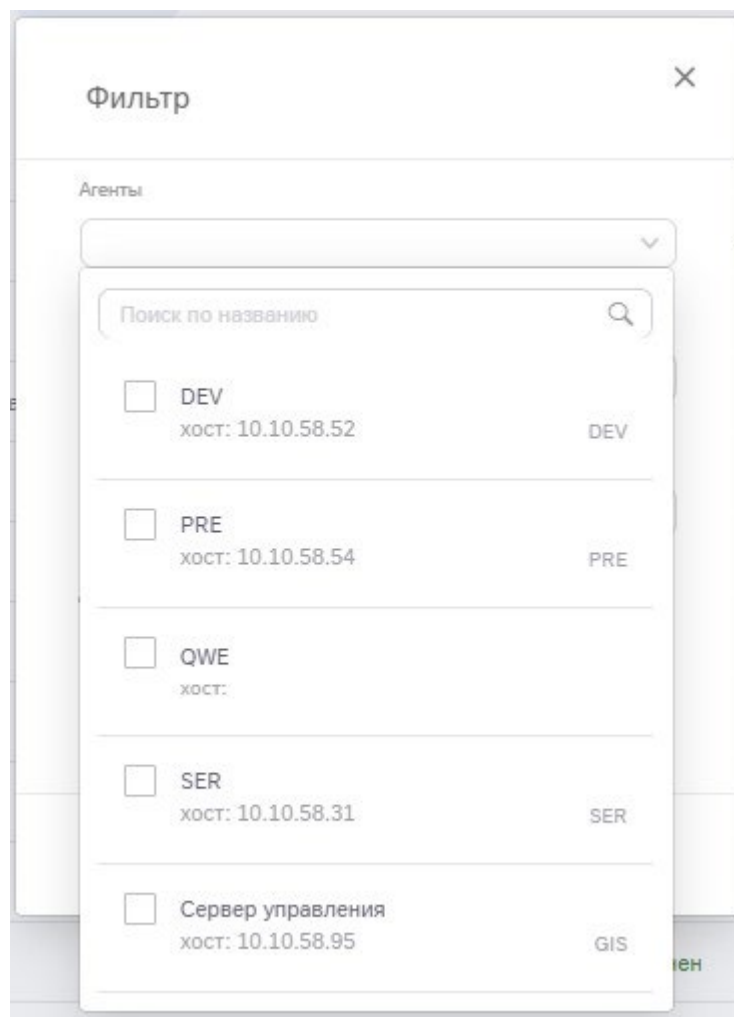 Фильтр
Агенты
Поиск по названию
DEV
хост: 10.10.58.52
DEV
PRE
хост: 10.10.58.54
PRE
QWE
хост:
SER
хост: 10.10.58.31
SER
Сервер управления
хост: 10.10.58.95
GIS